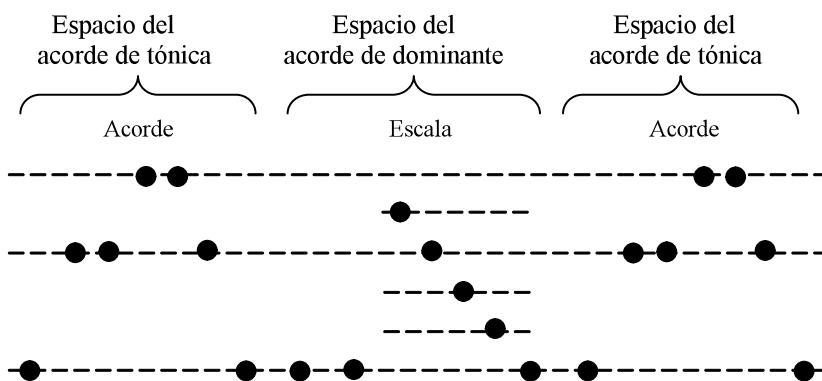 Espacio del
acorde de tónica
Espacio del
acorde de dominante
Espacio del
acorde de tónica
Acorde
Escala
Acorde